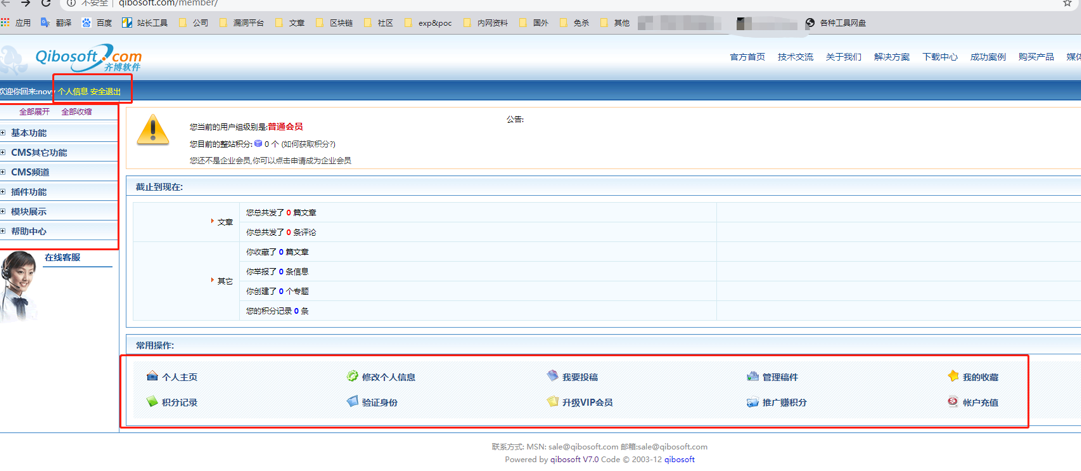 不安全 | qibosoft.com/member/
应用 翻译 百度 站长工具 公司 漏洞平台 文章 区块链 社区 exp&poc 内网资料 国外 免杀 其他 各种工具网盘
Qibosoft.com
齐博软件
官方首页 技术交流 关于我们 解决方案 下载中心 成功案例 购买产品
欢迎你回来:nov 个人信息 安全退出
全部展开 全部收缩
基本功能
CMS其它功能
CMS频道
插件功能
模块展示
帮助中心
在线客服
公告:
您当前的用户组级别是:普通会员
您目前的整站积分: 0 个 (如何获取积分?)
您还不是企业会员,你可以点击申请成为企业会员
截止到现在:
文章
您总共发了 0 篇文章
你总共发了 0 条评论
其它
你收藏了 0 篇文章
你举报了 0 条信息
你创建了 0 个专题
您的积分记录 0 条
常用操作:
个人主页 修改个人信息 我要投稿 管理稿件 我的收藏
积分记录 验证身份 升级VIP会员 推广赚积分 帐户充值
联系方式: MSN: sale@qibosoft.com 邮箱:sale@qibosoft.com
Powered by qibosoft V7.0 Code © 2003-12 qibosoft